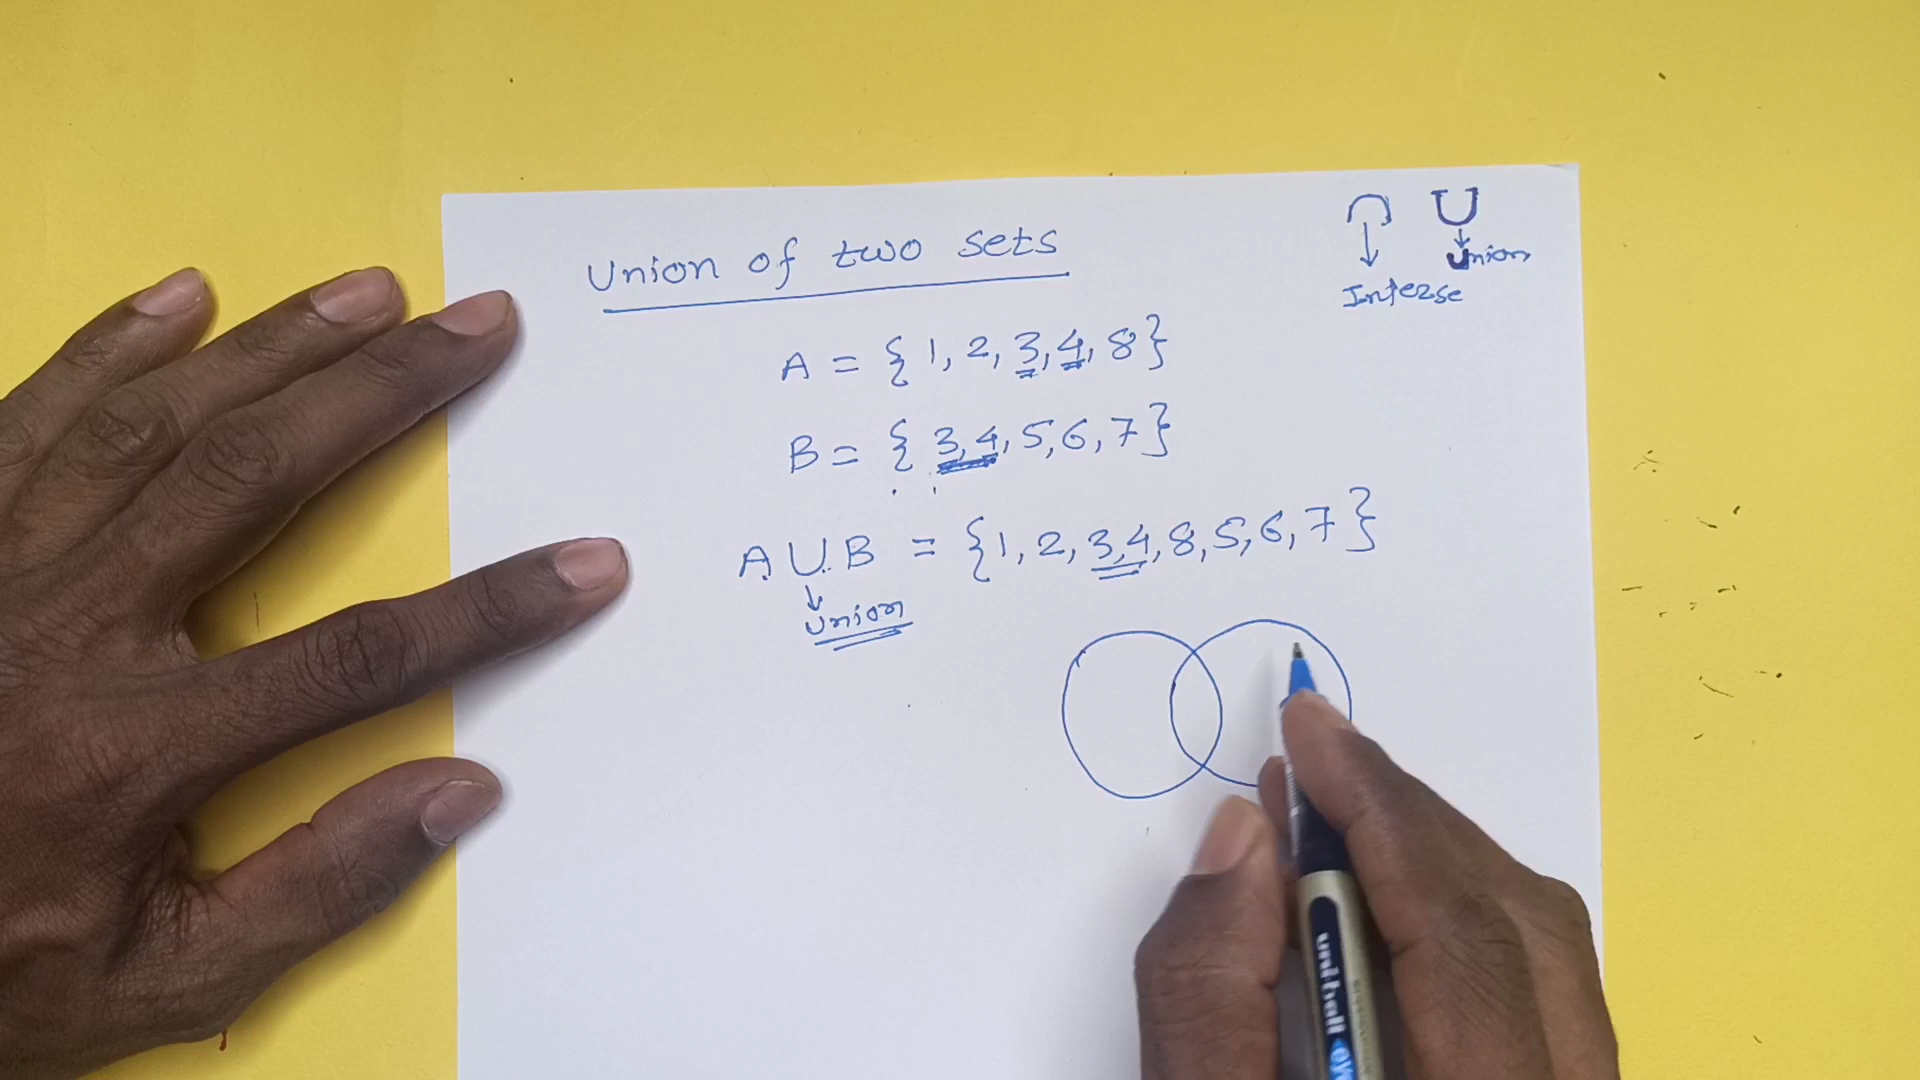 Union of two sets
∩ U
↓ ↓
Union
Interse
A = { 1, 2, 3, 4, 8}
B = { 3, 4, 5, 6, 7}
A U B = {1, 2, 3, 4, 8, 5, 6, 7}
↓
Union
uniball